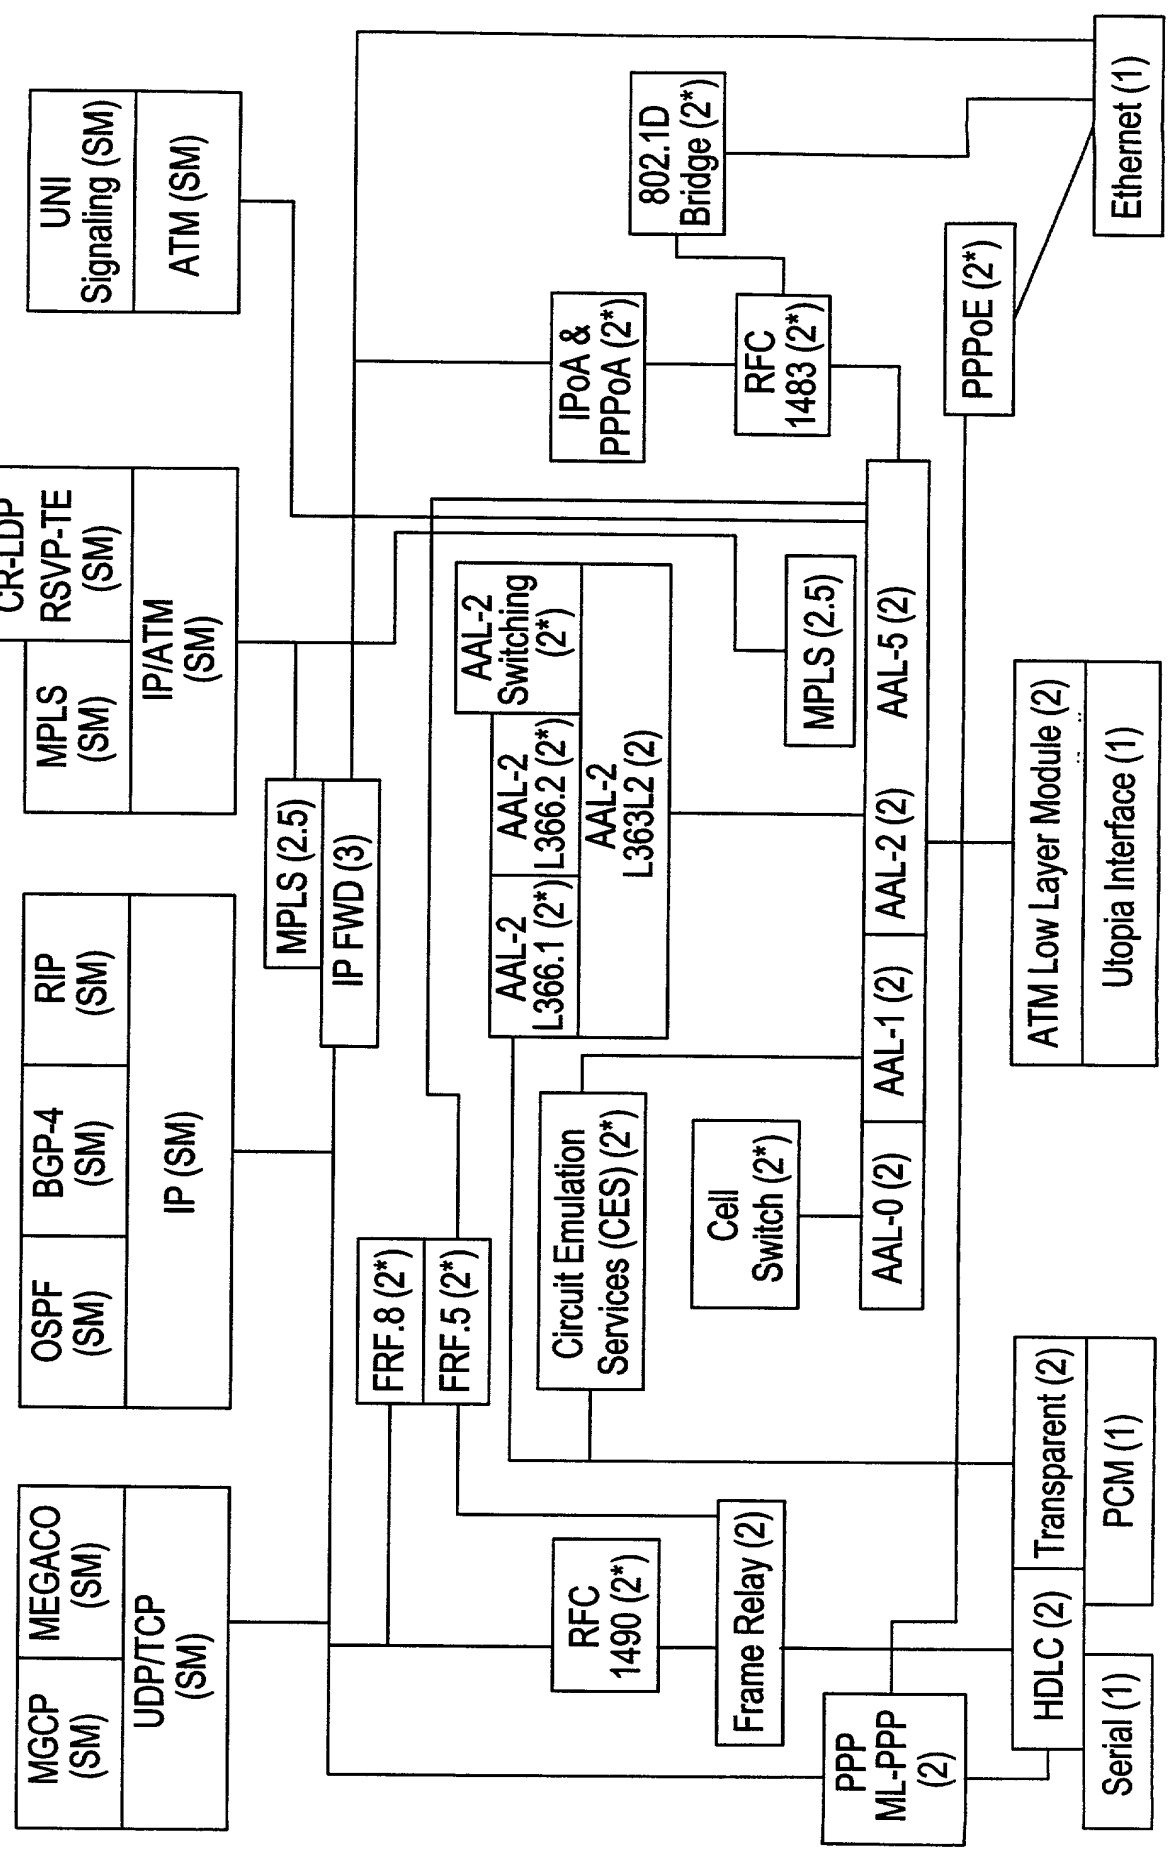 MGCP
(SM)
MEGACO
(SM)
UDP/TCP
(SM)
OSPF
(SM)
BGP-4
(SM)
RIP
(SM)
IP (SM)
MPLS
(SM)
CR-LDP
RSVP-TE
(SM)
IP/ATM
(SM)
UNI
Signaling (SM)
ATM (SM)
MPLS (2.5)
IP FWD (3)
FRF.8 (2*)
FRF.5 (2*)
AAL-2
L366.1 (2*)
AAL-2
L366.2 (2*)
AAL-2
Switching
(2*)
AAL-2
L363L2 (2)
IPoA &
PPPoA (2*)
802.1D
Bridge (2*)
RFC
1490 (2*)
Circuit Emulation
Services (CES) (2*)
Frame Relay (2)
Cell
Switch (2*)
MPLS (2.5)
RFC
1483 (2*)
PPP
ML-PPP
(2)
AAL-0 (2)
AAL-1 (2)
AAL-2 (2)
AAL-5 (2)
PPPoE (2*)
HDLC (2)
Transparent (2)
Serial (1)
PCM (1)
ATM Low Layer Module (2)
Utopia Interface (1)
Ethernet (1)